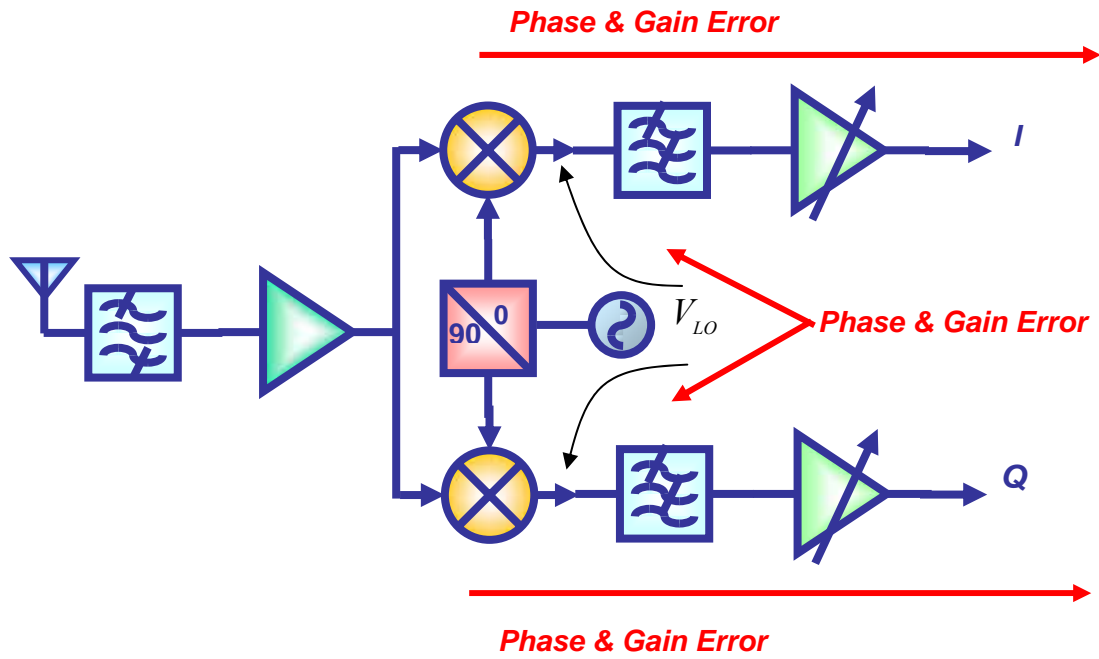 Phase & Gain Error
I
90 0
V_LO
Phase & Gain Error
Q
Phase & Gain Error